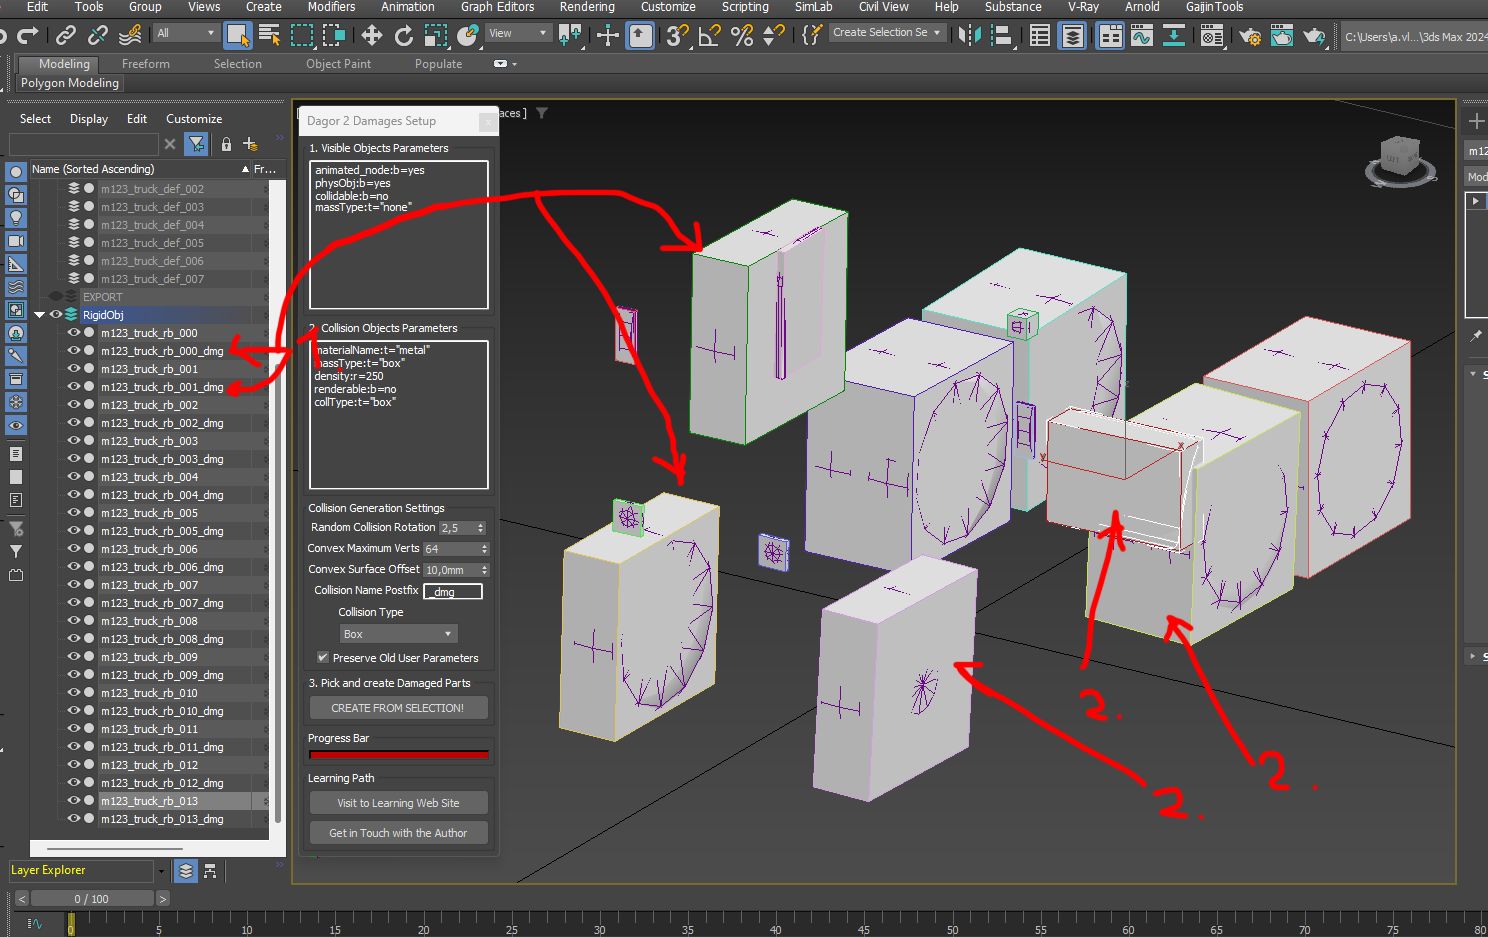 Edit Tools Group Views Create Modifiers Animation Graph Editors Rendering Customize Scripting SimLab Civil View Help Substance V-Ray Arnold GaijinTools
All View Create Selection Se C:\Users\a.vl...\3ds Max 2024
Modeling Freeform Selection Object Paint Populate
Polygon Modeling
Select Display Edit Customize
Name (Sorted Ascending) Fr...
m123_truck_def_002
m123_truck_def_003
m123_truck_def_004
m123_truck_def_005
m123_truck_def_006
m123_truck_def_007
EXPORT
RigidObj
m123_truck_rb_000
m123_truck_rb_000_dmg
m123_truck_rb_001
m123_truck_rb_001_dmg
m123_truck_rb_002
m123_truck_rb_002_dmg
m123_truck_rb_003
m123_truck_rb_003_dmg
m123_truck_rb_004
m123_truck_rb_004_dmg
m123_truck_rb_005
m123_truck_rb_005_dmg
m123_truck_rb_006
m123_truck_rb_006_dmg
m123_truck_rb_007
m123_truck_rb_007_dmg
m123_truck_rb_008
m123_truck_rb_008_dmg
m123_truck_rb_009
m123_truck_rb_009_dmg
m123_truck_rb_010
m123_truck_rb_010_dmg
m123_truck_rb_011
m123_truck_rb_011_dmg
m123_truck_rb_012
m123_truck_rb_012_dmg
m123_truck_rb_013
m123_truck_rb_013_dmg
Layer Explorer
Dagor 2 Damages Setup
1. Visible Objects Parameters
animated_node:b=yes
physObj:b=yes
collidable:b=no
massType:t="none"
2. Collision Objects Parameters
materialName:t="metal"
massType:t="box"
density:r=250
renderable:b=no
collType:t="box"
Collision Generation Settings
Random Collision Rotation 2,5
Convex Maximum Verts 64
Convex Surface Offset 10,0mm
Collision Name Postfix _dmg
Collision Type
Box
Preserve Old User Parameters
3. Pick and create Damaged Parts
CREATE FROM SELECTION!
Progress Bar
Learning Path
Visit to Learning Web Site
Get in Touch with the Author
aces ]
x
y
1.
2.
2.
2.
m12
Mod
< 0 / 100 >
0 5 10 15 20 25 30 35 40 45 50 55 60 65 70 75 80